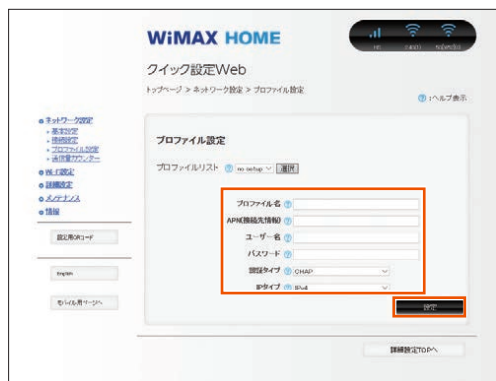 WiMAX HOME
クイック設定Web
トップページ > ネットワーク設定 > プロファイル設定
? :ヘルプ表示
ネットワーク設定
基本設定
接続設定
プロファイル設定
通信量カウンター
Wi-Fi設定
詳細設定
メンテナンス
情報
設定用QRコード
English
モバイル用ページへ
プロファイル設定
プロファイルリスト ? no setup 選択
プロファイル名 ?
APN(接続先情報) ?
ユーザー名 ?
パスワード ?
認証タイプ ? CHAP
IPタイプ ? IPv4
設定
詳細設定TOPへ